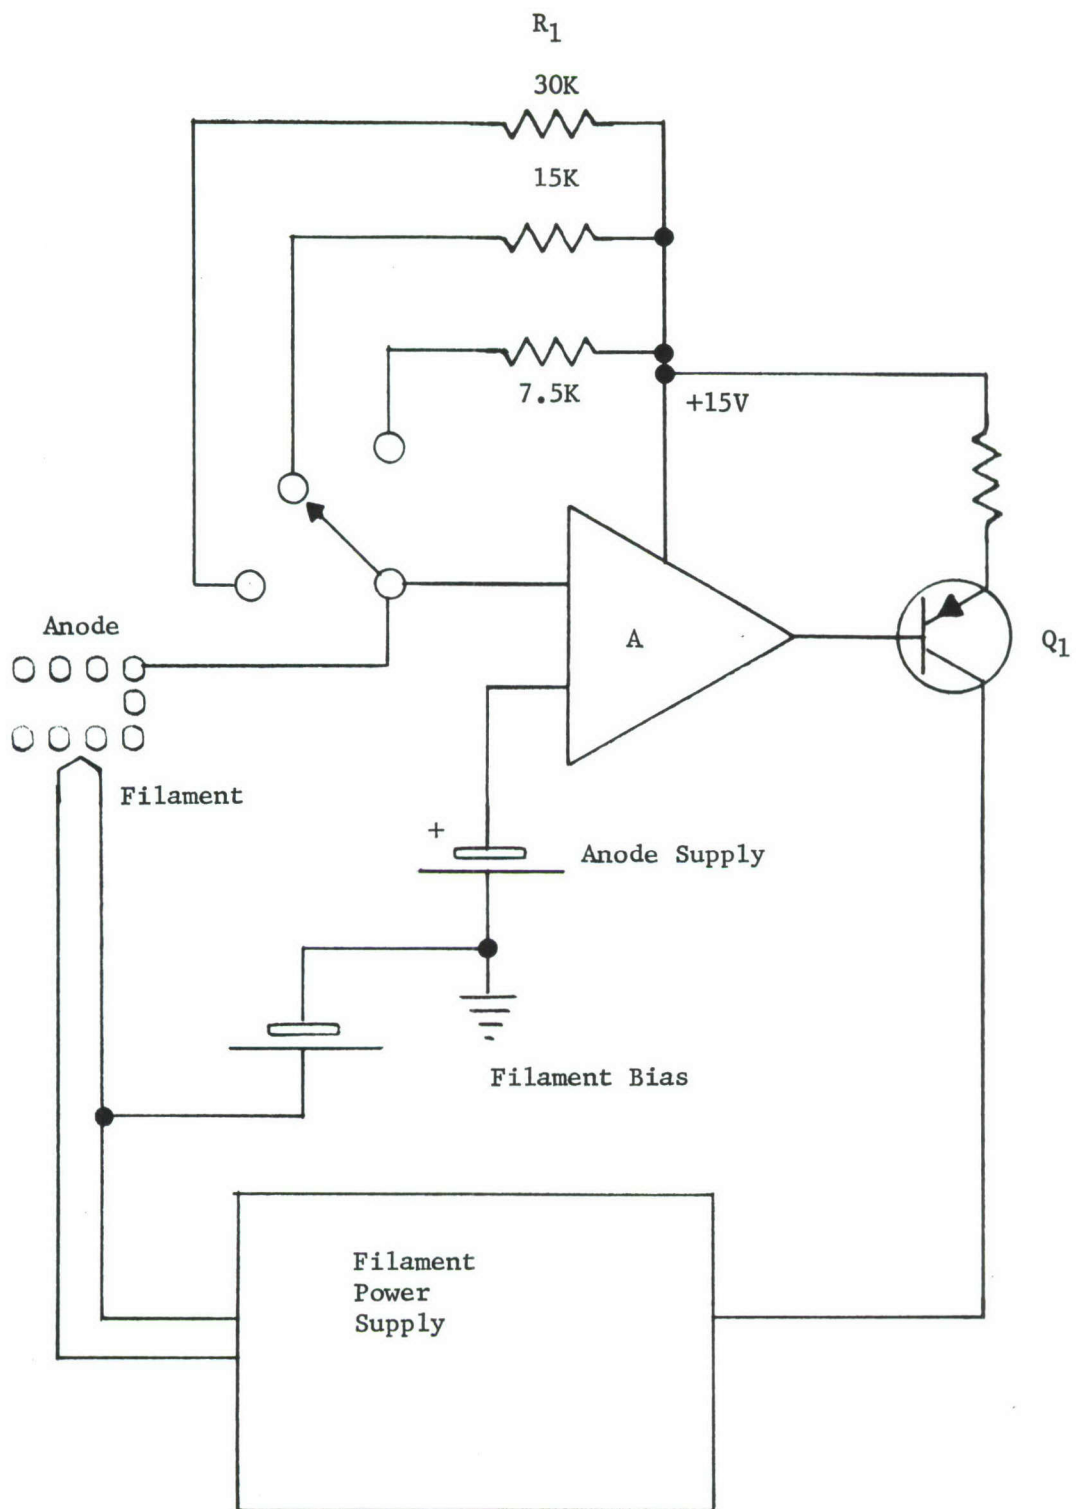 R1
30K
15K
7.5K
+15V
Anode
A
Q1
Filament
+
Anode Supply
Filament Bias
Filament
Power
Supply